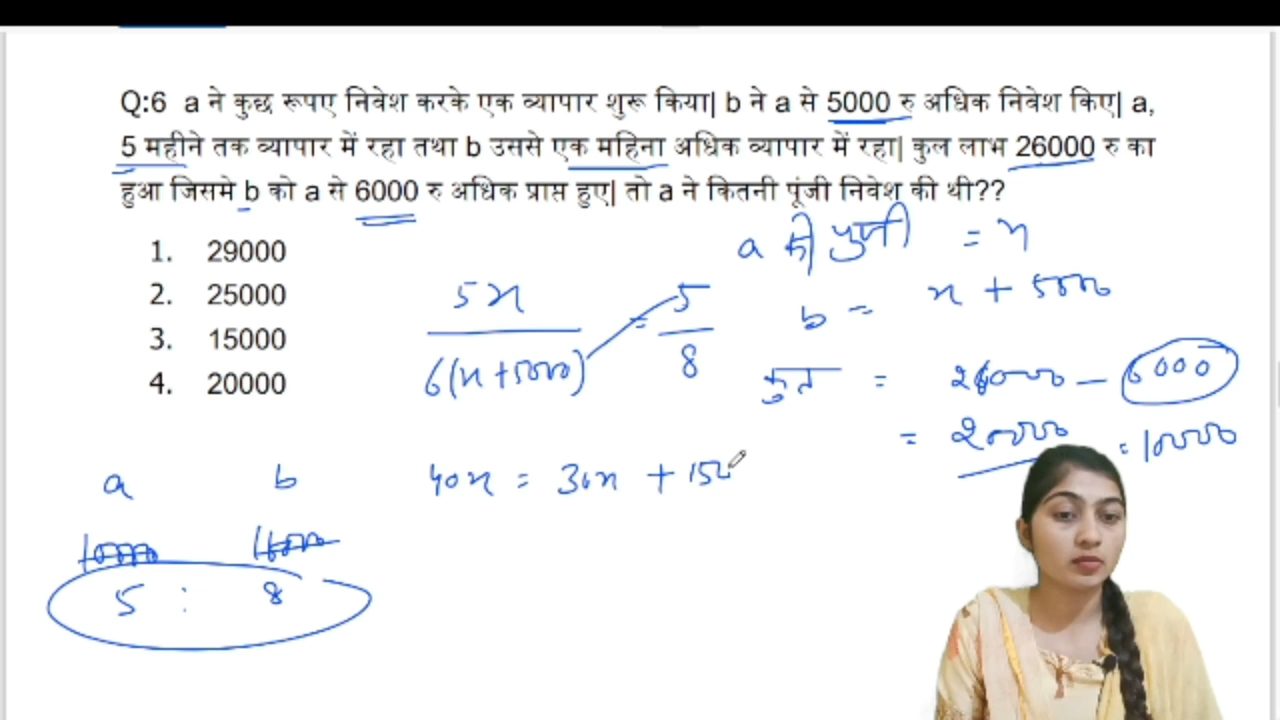 Q:6 a ने कुछ रूपए निवेश करके एक व्यापार शुरू किया| b ने a से 5000 रु अधिक निवेश किए| a,
5 महीने तक व्यापार में रहा तथा b उससे एक महिना अधिक व्यापार में रहा| कुल लाभ 26000 रु का
हुआ जिसमे b को a से 6000 रु अधिक प्राप्त हुए| तो a ने कितनी पूंजी निवेश की थी??
1. 29000
2. 25000
3. 15000
4. 20000
a की पुंजी = x
b = x + 5000
5x / 6(x+5000) = 5 / 8
कुल = 26000 - 6000
= 20000 = 10000
40x = 30x + 150
a b
10000 16000
5 : 8